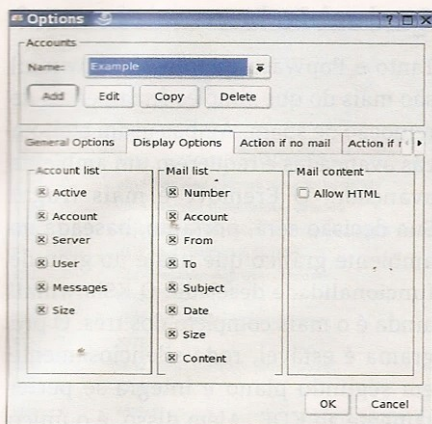 Options
Accounts
Name: Example
Add Edit Copy Delete
General Options Display Options Action if no mail Action if
Account list
Active
Account
Server
User
Messages
Size
Mail list
Number
Account
From
To
Subject
Date
Size
Content
Mail content
Allow HTML
OK Cancel